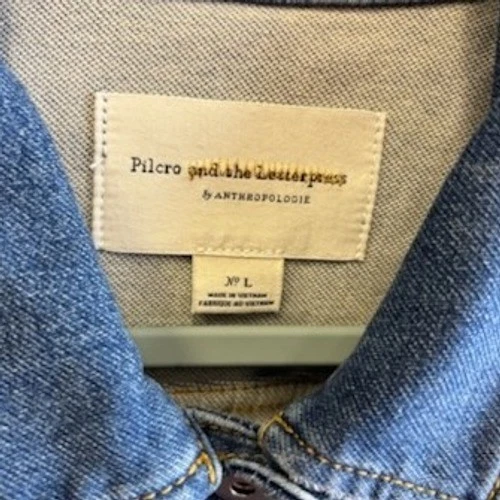 Pilcro and the Letterpress
by ANTHROPOLOGIE
Nº L
MADE IN VIETNAM
FABRIQUE AU VIETNAM